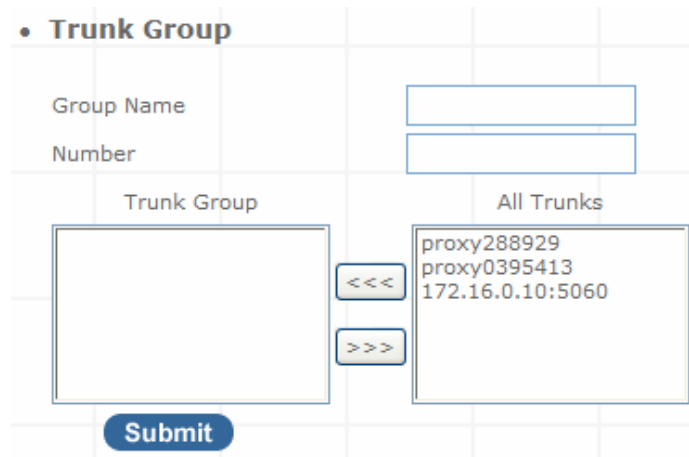 • Trunk Group
Group Name
Number
Trunk Group
All Trunks
proxy288929
proxy0395413
172.16.0.10:5060
<<<
>>>
Submit